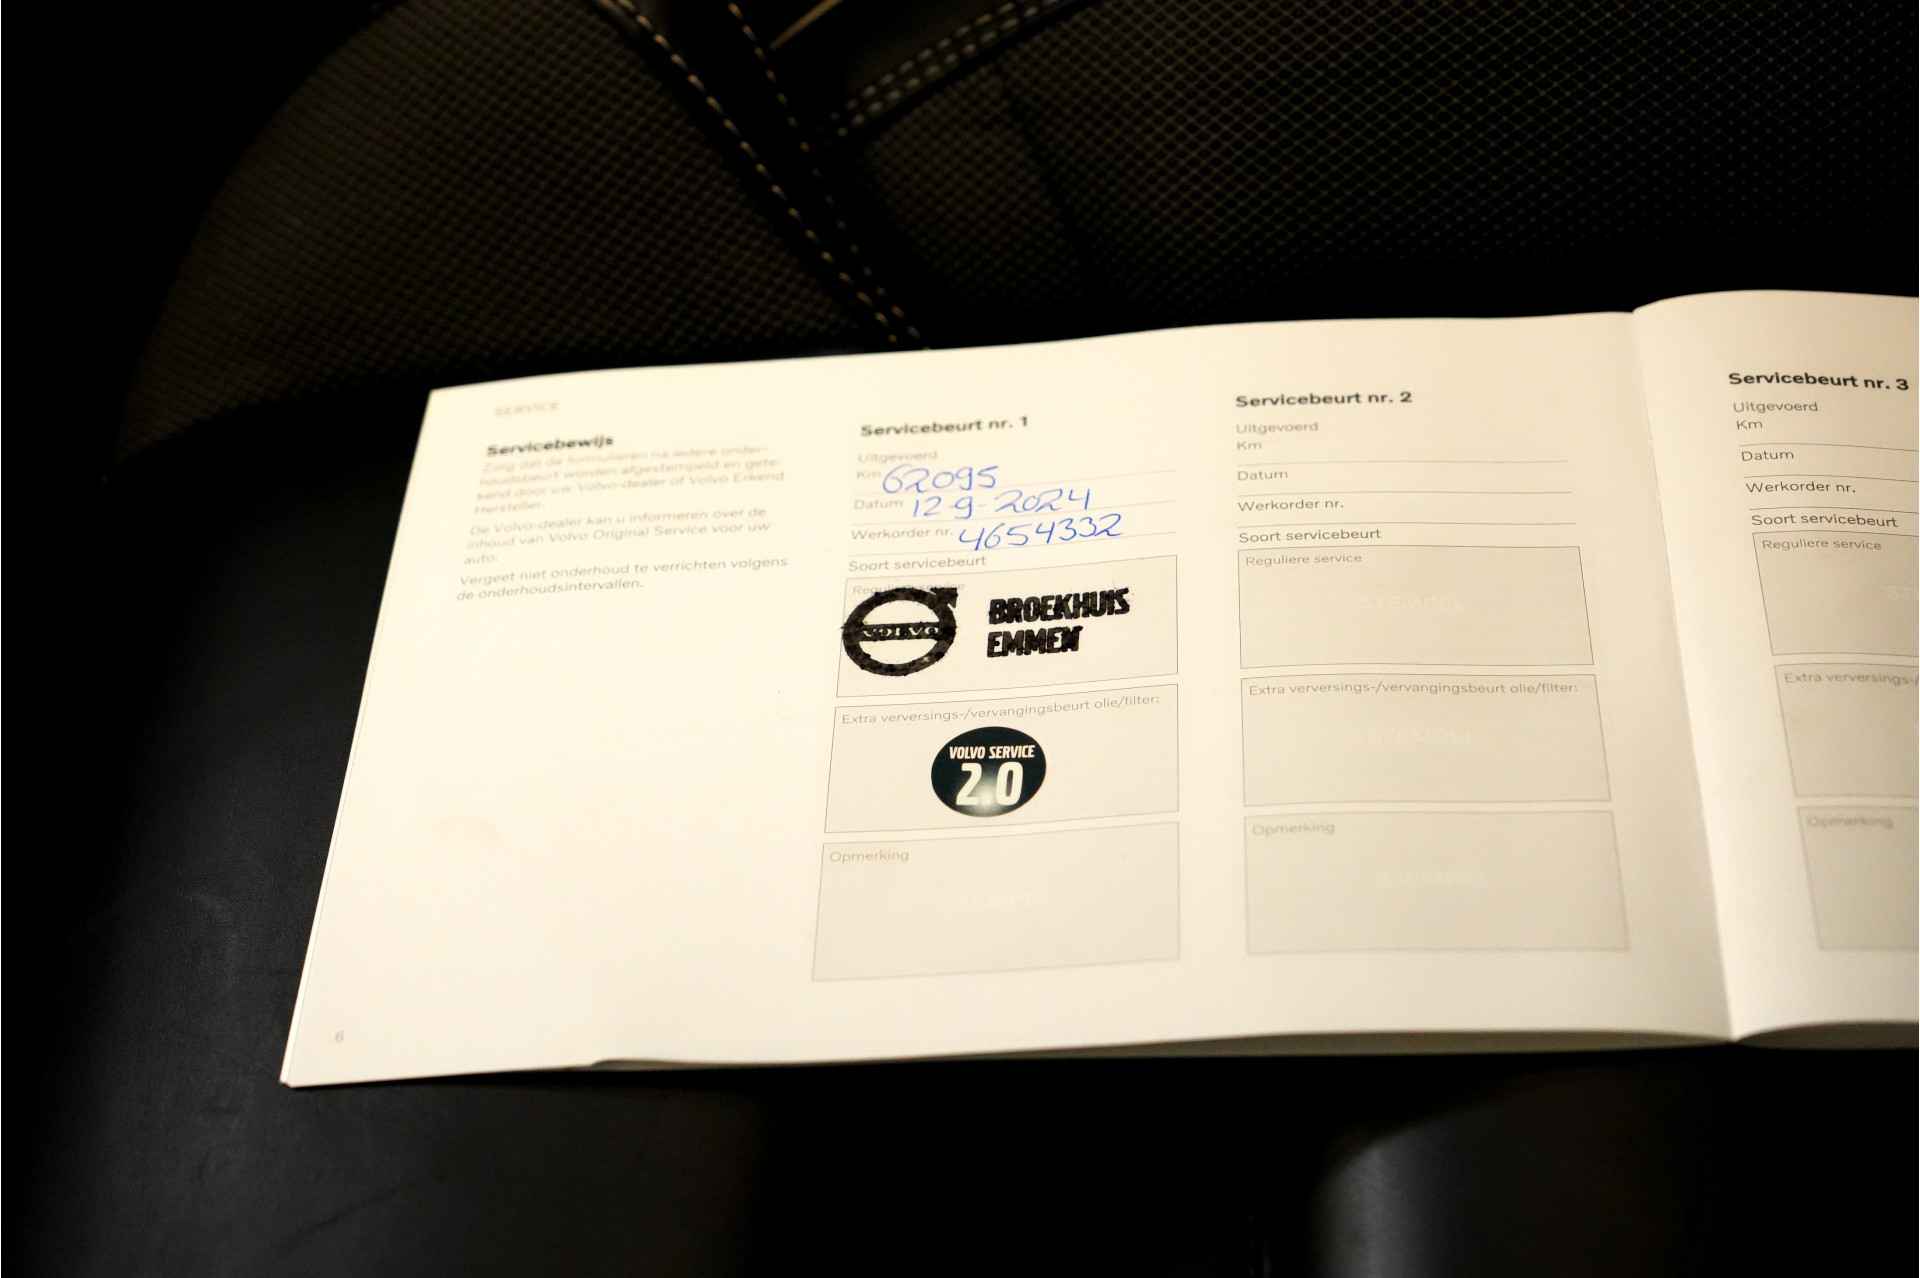 SERVICE
Servicebewijs
Zorg dat de formulieren na iedere onder-
houdsbeurt worden afgestempeld en gete-
kend door uw Volvo-dealer of Volvo Erkend
Hersteller.
De Volvo-dealer kan u informeren over de
inhoud van Volvo Original Service voor uw
auto.
Vergeet niet onderhoud te verrichten volgens
de onderhoudsintervallen.
6
Servicebeurt nr. 1
Uitgevoerd
Km 62095
Datum 12-9-2024
Werkorder nr. 4654332
Soort servicebeurt
Reguliere service
VOLVO
BROEKHUIS
EMMEN
Extra verversings-/vervangingsbeurt olie/filter:
VOLVO SERVICE
2.0
Opmerking
Servicebeurt nr. 2
Uitgevoerd
Km
Datum
Werkorder nr.
Soort servicebeurt
Reguliere service
STEMPEL
Extra verversings-/vervangingsbeurt olie/filter:
Opmerking
Servicebeurt nr. 3
Uitgevoerd
Km
Datum
Werkorder nr.
Soort servicebeurt
Reguliere service
Extra verversings-/
Opmerking